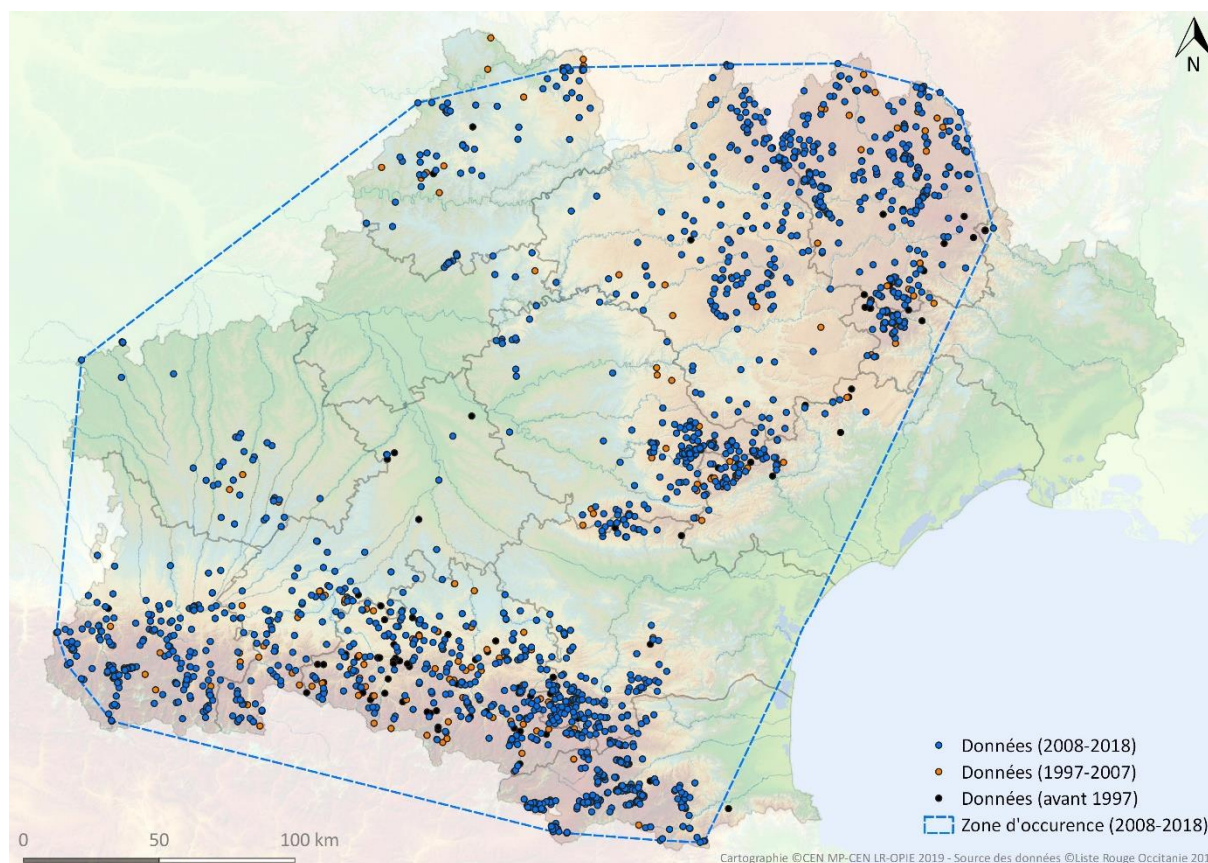 N
Données (2008-2018)
Données (1997-2007)
Données (avant 1997)
Zone d'occurence (2008-2018)
0 50 100 km
Cartographie ©CEN MP-CEN LR-OPIE 2019 - Source des données ©Liste Rouge Occitanie 201